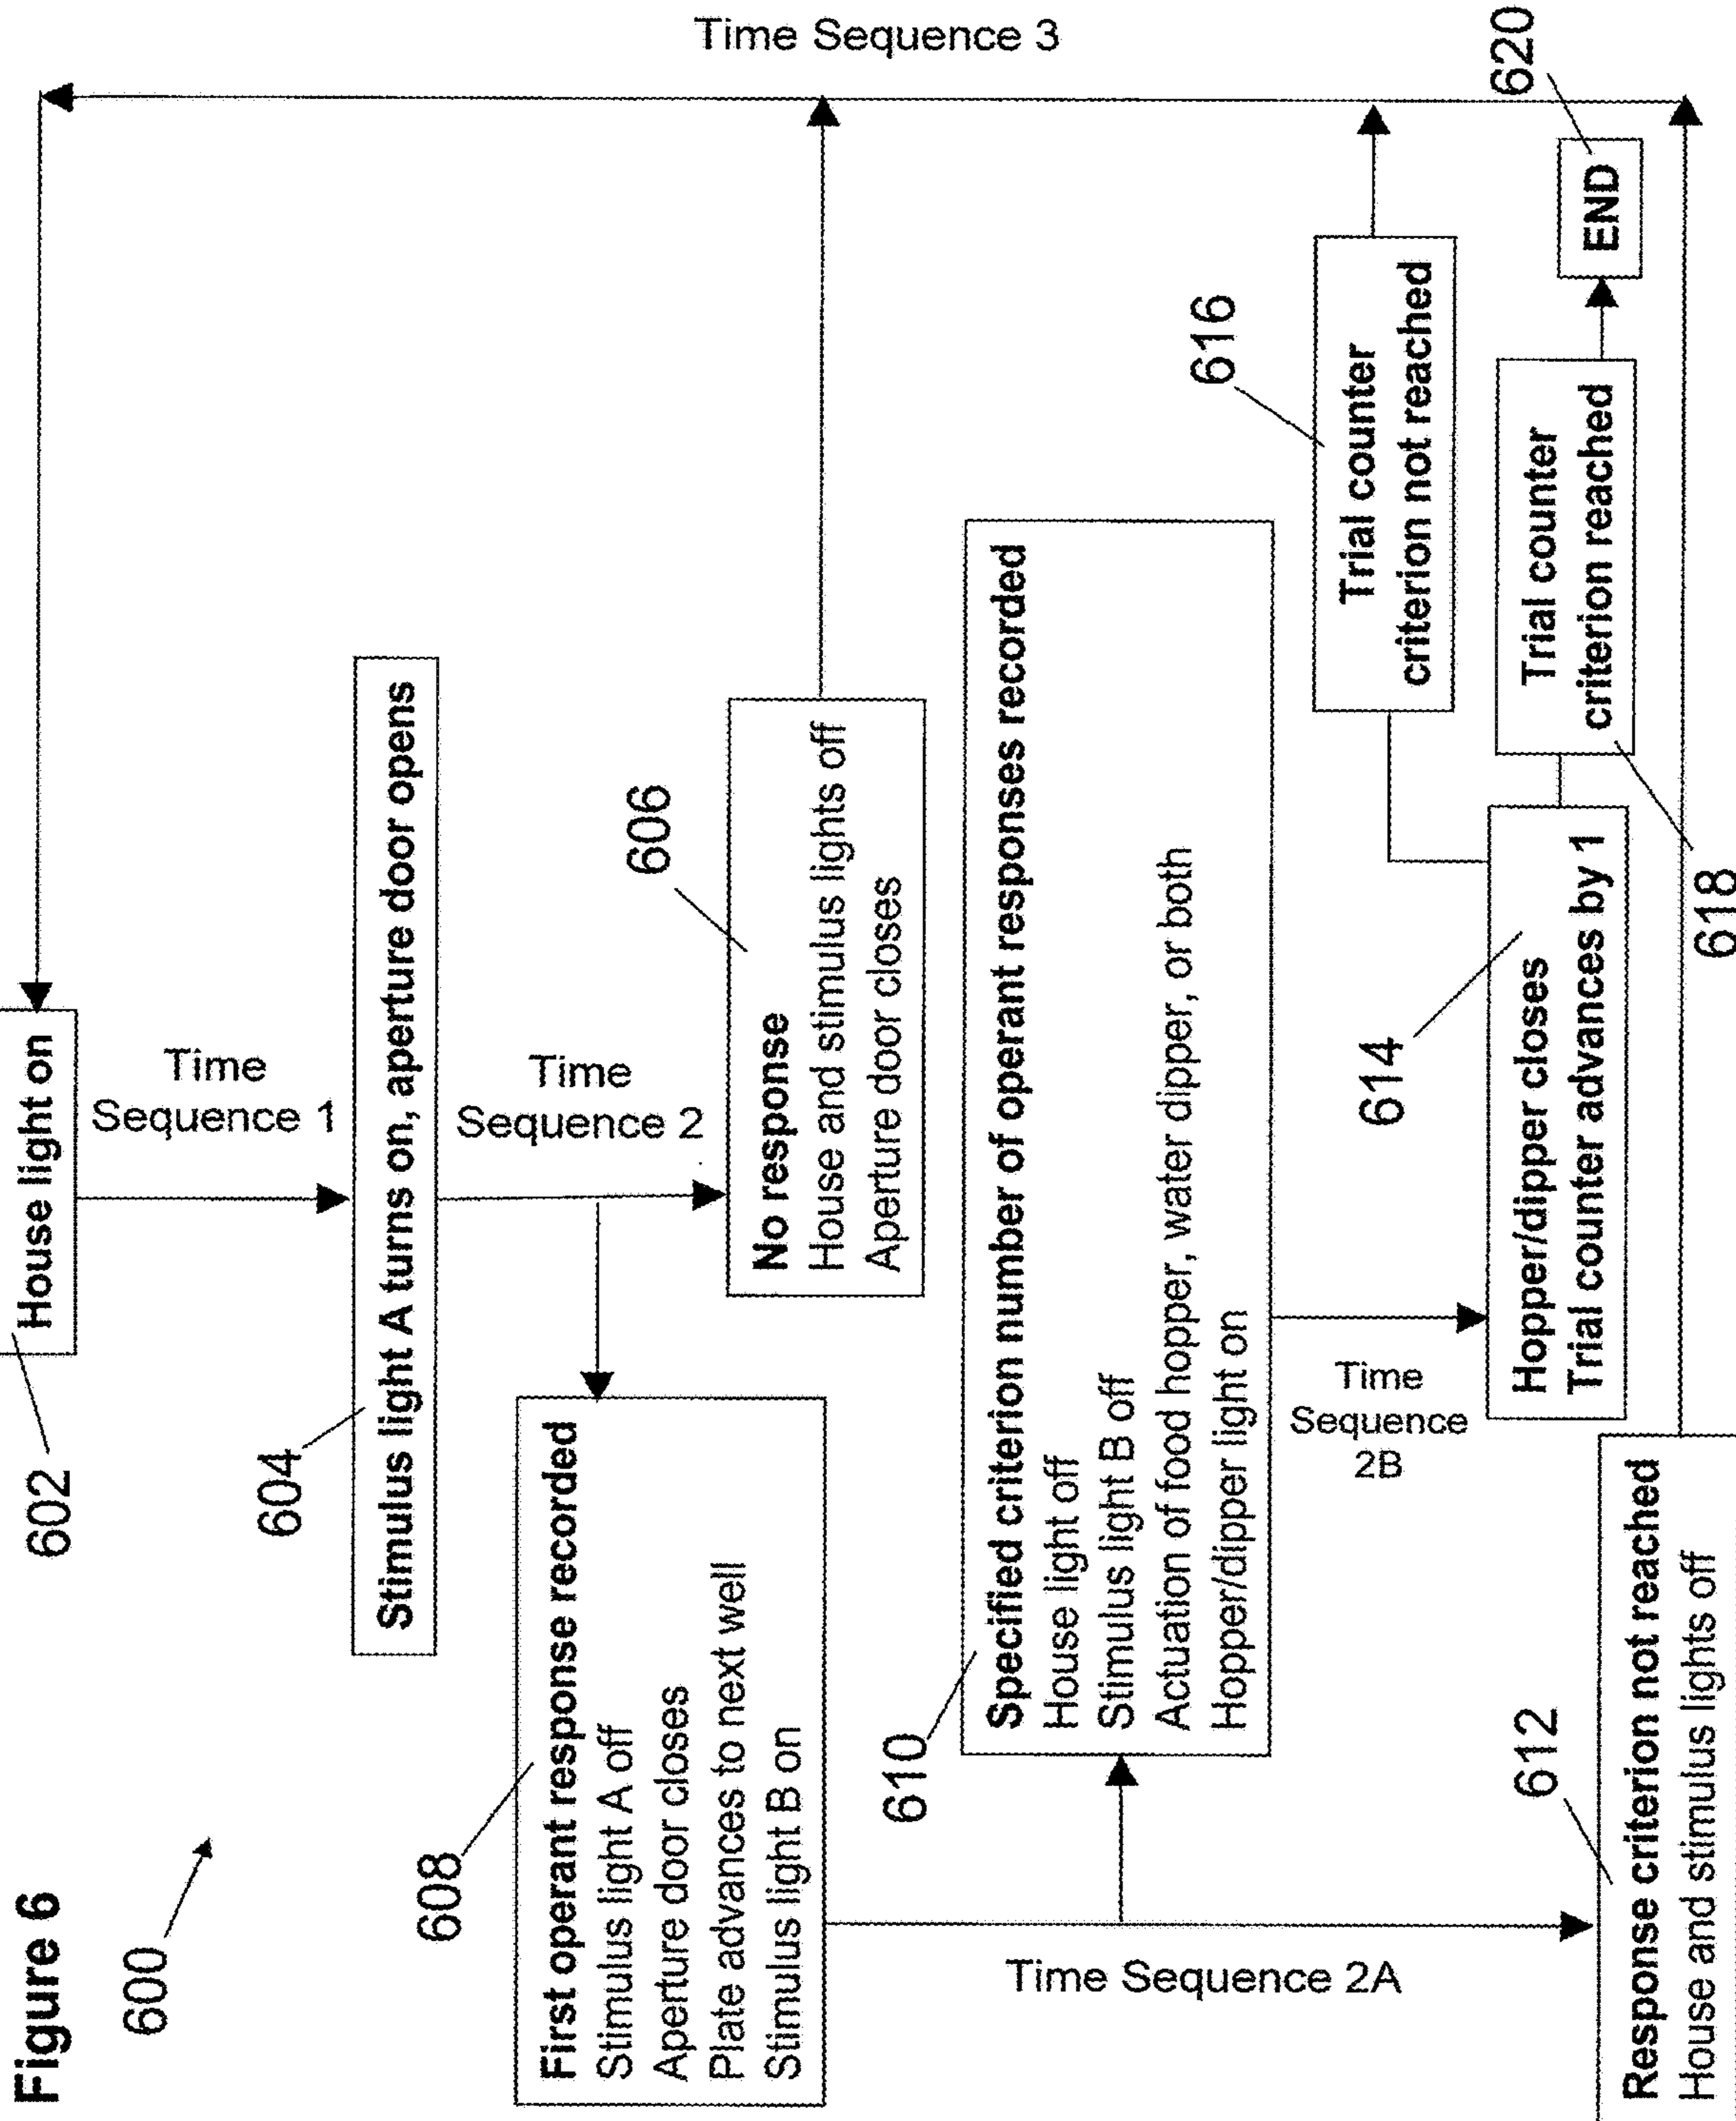 Figure 6
600
602
House light on
Time
Sequence 1
604
Stimulus light A turns on, aperture door opens
Time
Sequence 2
606
No response
House and stimulus lights off
Aperture door closes
608
First operant response recorded
Stimulus light A off
Aperture door closes
Plate advances to next well
Stimulus light B on
Time Sequence 2A
610
Specified criterion number of operant responses recorded
House light off
Stimulus light B off
Actuation of food hopper, water dipper, or both
Hopper/dipper light on
Time
Sequence
2B
612
Response criterion not reached
House and stimulus lights off
614
Hopper/dipper closes
Trial counter advances by 1
616
Trial counter
criterion not reached
618
Trial counter
criterion reached
620
END
Time Sequence 3